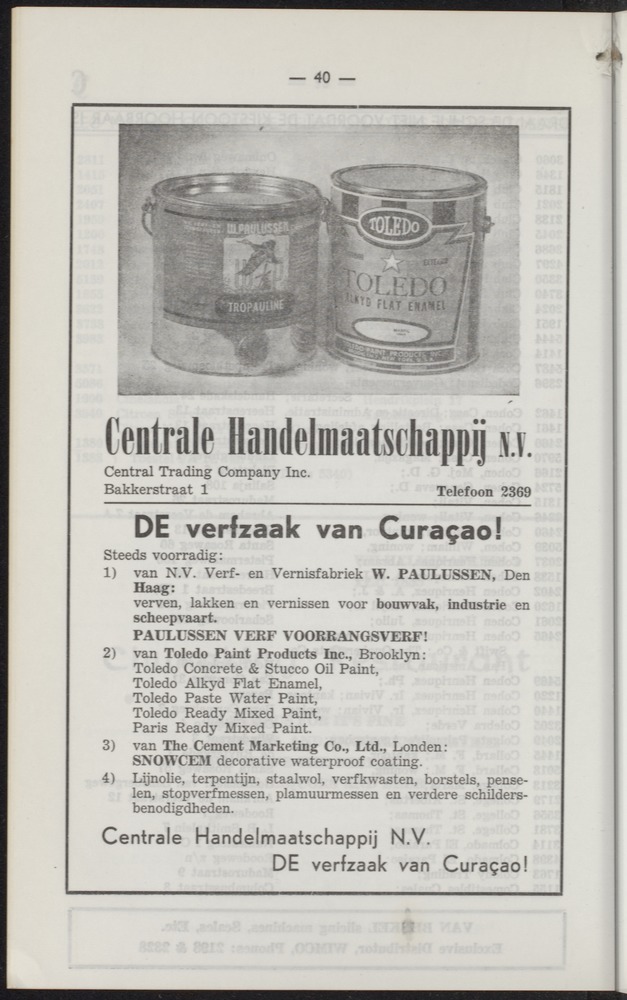 — 40 —
W. PAULUSSEN
TROPAULINE
TOLEDO
TOLEDO
ALKYD FLAT ENAMEL
Centrale Handelmaatschappij N.V.
Central Trading Company Inc.
Bakkerstraat 1 Telefoon 2369
DE verfzaak van Curaçao!
Steeds voorradig:
1) van N.V. Verf- en Vernisfabriek W. PAULUSSEN, Den
Haag:
verven, lakken en vernissen voor bouwvak, industrie en
scheepvaart.
PAULUSSEN VERF VOORRANGSVERF!
2) van Toledo Paint Products Inc., Brooklyn:
Toledo Concrete & Stucco Oil Paint,
Toledo Alkyd Flat Enamel,
Toledo Paste Water Paint,
Toledo Ready Mixed Paint,
Paris Ready Mixed Paint.
3) van The Cement Marketing Co., Ltd., Londen:
SNOWCEM decorative waterproof coating.
4) Lijnolie, terpentijn, staalwol, verfkwasten, borstels, pense-
len, stopverfmessen, plamuurmessen en verdere schilders-
benodigdheden.
Centrale Handelmaatschappij N.V.
DE verfzaak van Curaçao!